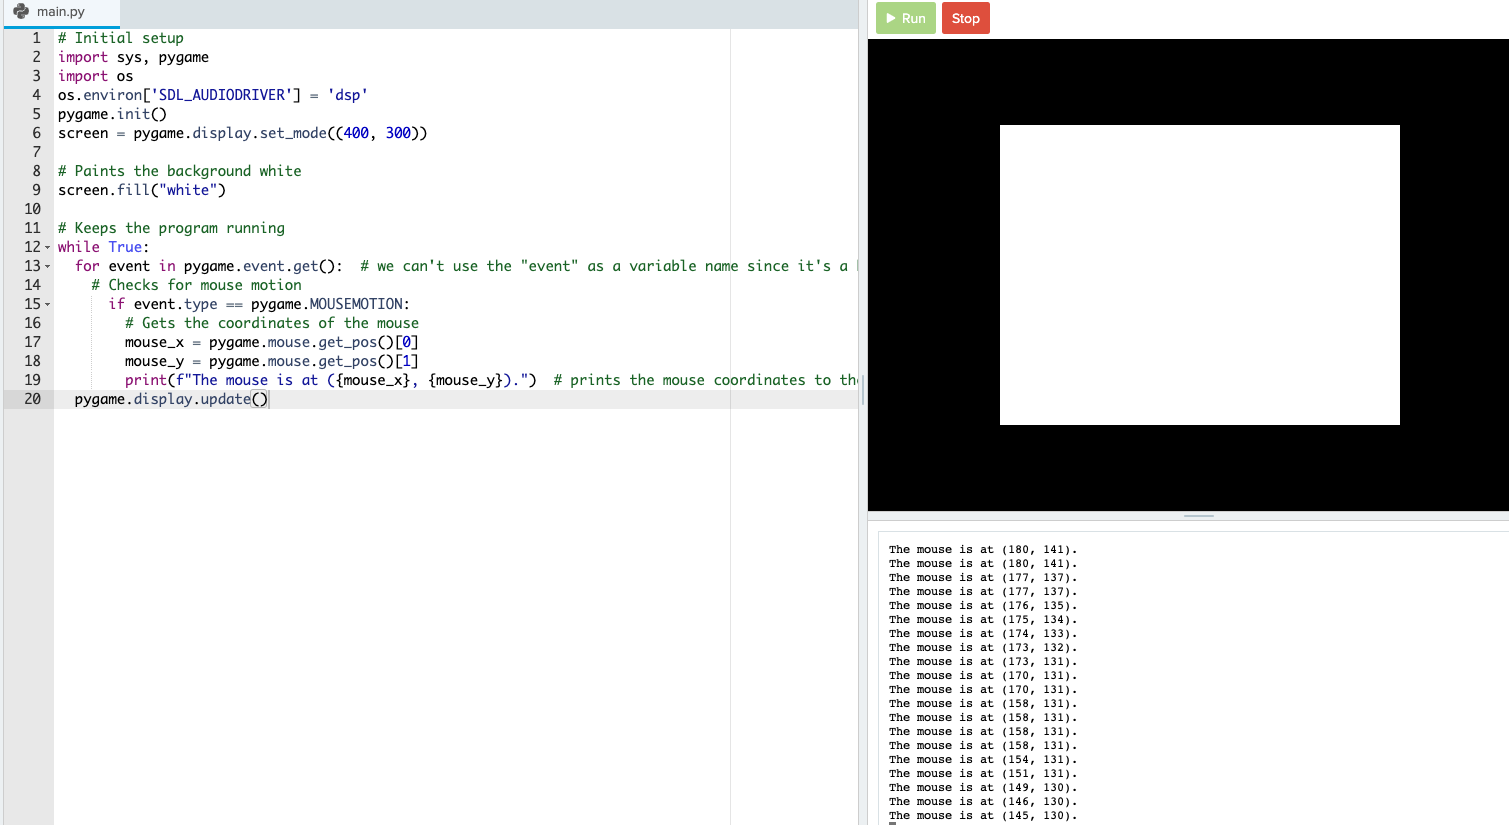 main.py
1 # Initial setup
2 import sys, pygame
3 import os
4 os.environ['SDL_AUDIODRIVER'] = 'dsp'
5 pygame.init()
6 screen = pygame.display.set_mode((400, 300))
7
8 # Paints the background white
9 screen.fill("white")
10
11 # Keeps the program running
12 while True:
13 for event in pygame.event.get():  # we can't use the "event" as a variable name since it's a
14 # Checks for mouse motion
15 if event.type == pygame.MOUSEMOTION:
16 # Gets the coordinates of the mouse
17 mouse_x = pygame.mouse.get_pos()[0]
18 mouse_y = pygame.mouse.get_pos()[1]
19 print(f"The mouse is at ({mouse_x}, {mouse_y}).")  # prints the mouse coordinates to the
20 pygame.display.update()
Run Stop
The mouse is at (180, 141).
The mouse is at (180, 141).
The mouse is at (177, 137).
The mouse is at (177, 137).
The mouse is at (176, 135).
The mouse is at (175, 134).
The mouse is at (174, 133).
The mouse is at (173, 132).
The mouse is at (173, 131).
The mouse is at (170, 131).
The mouse is at (170, 131).
The mouse is at (158, 131).
The mouse is at (158, 131).
The mouse is at (158, 131).
The mouse is at (158, 131).
The mouse is at (154, 131).
The mouse is at (151, 131).
The mouse is at (149, 130).
The mouse is at (146, 130).
The mouse is at (145, 130).